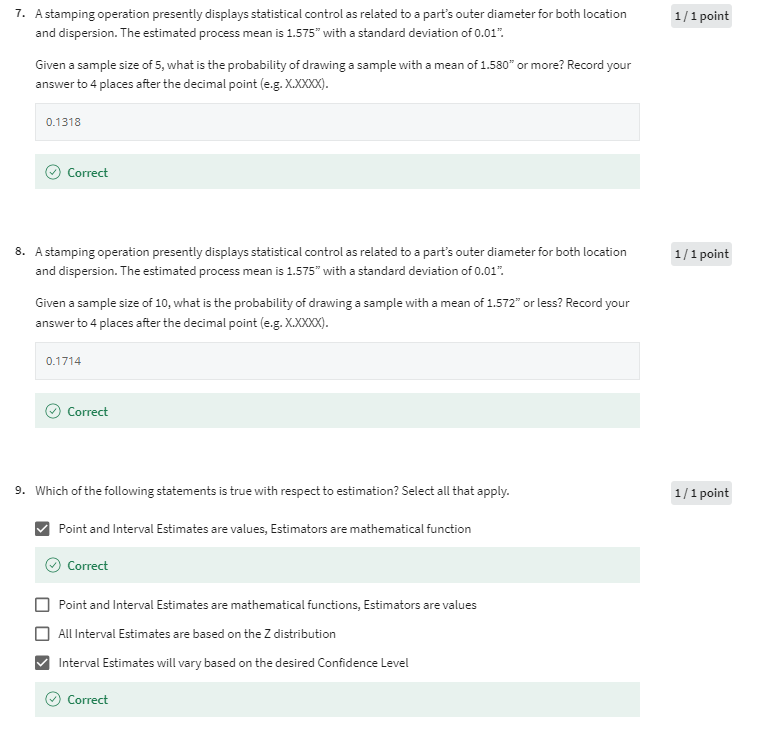 7. A stamping operation presently displays statistical control as related to a part's outer diameter for both location
1 / 1 point
and dispersion. The estimated process mean is 1.575” with a standard deviation of 0.01”.
Given a sample size of 5, what is the probability of drawing a sample with a mean of 1.580” or more? Record your
answer to 4 places after the decimal point (e.g. X.XXXX).
0.1318
Correct
8. A stamping operation presently displays statistical control as related to a part's outer diameter for both location
1 / 1 point
and dispersion. The estimated process mean is 1.575” with a standard deviation of 0.01”.
Given a sample size of 10, what is the probability of drawing a sample with a mean of 1.572” or less? Record your
answer to 4 places after the decimal point (e.g. X.XXXX).
0.1714
Correct
9. Which of the following statements is true with respect to estimation? Select all that apply.
1 / 1 point
Point and Interval Estimates are values, Estimators are mathematical function
Correct
Point and Interval Estimates are mathematical functions, Estimators are values
All Interval Estimates are based on the Z distribution
Interval Estimates will vary based on the desired Confidence Level
Correct